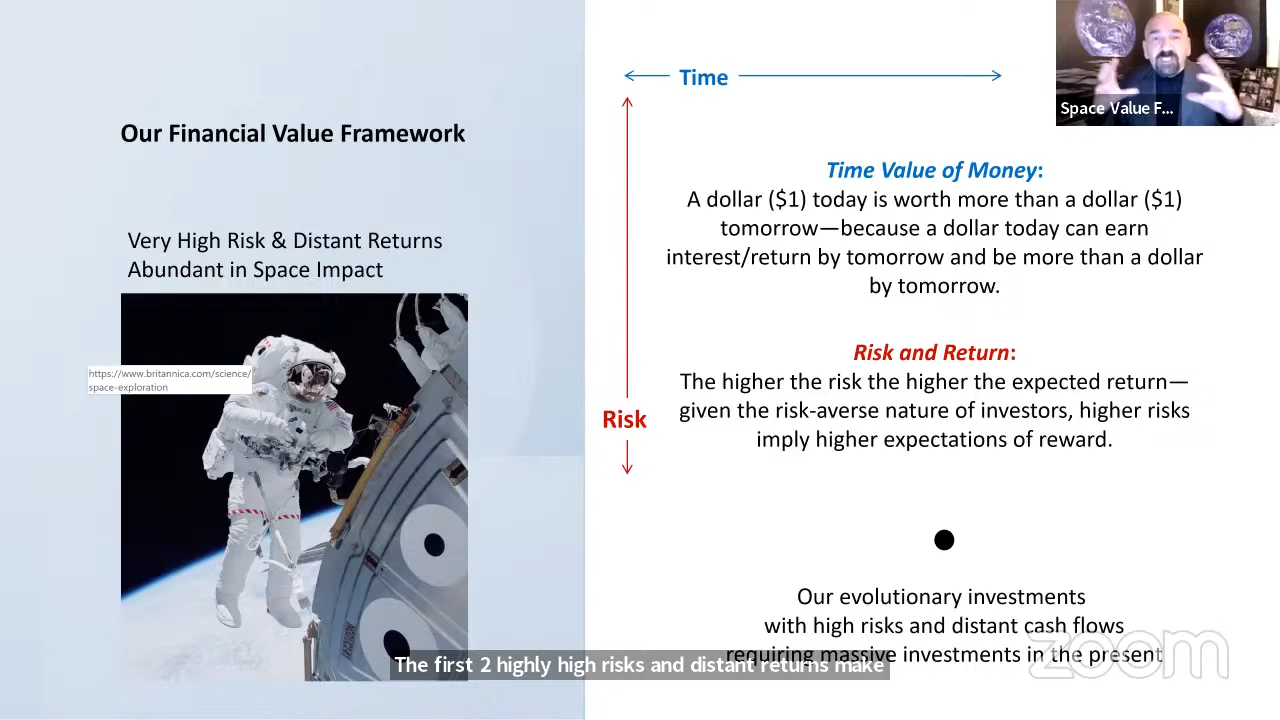 Our Financial Value Framework
Very High Risk & Distant Returns
Abundant in Space Impact
https://www.britannica.com/science/
space-exploration
Time
Risk
Time Value of Money:
A dollar ($1) today is worth more than a dollar ($1)
tomorrow—because a dollar today can earn
interest/return by tomorrow and be more than a dollar
by tomorrow.
Risk and Return:
The higher the risk the higher the expected return—
given the risk-averse nature of investors, higher risks
imply higher expectations of reward.
Our evolutionary investments
with high risks and distant cash flows
requiring massive investments in the present
Space Value F...
The first 2 highly high risks and distant returns make
zoom